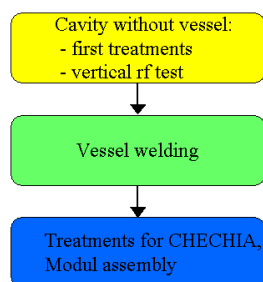 Cavity without vessel:
- first treatments
- vertical rf test
Vessel welding
Treatments for CHECHIA,
Modul assembly